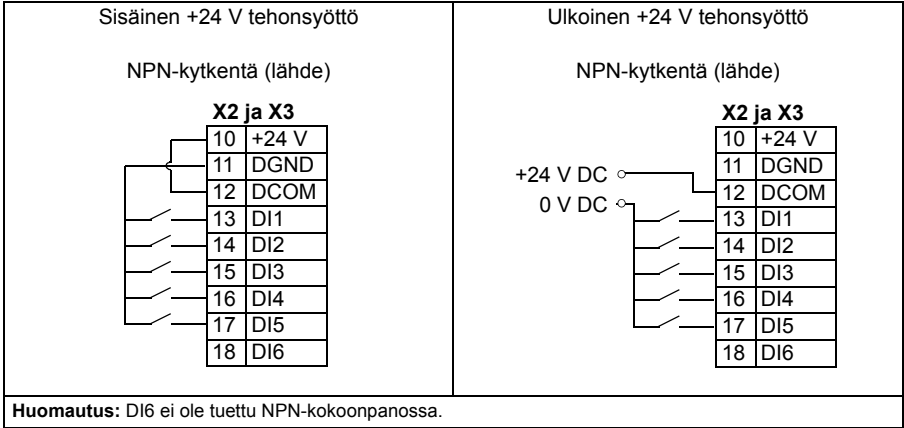 Sisäinen +24 V tehonsyöttö
NPN-kytkentä (lähde)
X2 ja X3
10 +24 V
11 DGND
12 DCOM
13 DI1
14 DI2
15 DI3
16 DI4
17 DI5
18 DI6
Ulkoinen +24 V tehonsyöttö
NPN-kytkentä (lähde)
X2 ja X3
10 +24 V
11 DGND
+24 V DC
12 DCOM
0 V DC
13 DI1
14 DI2
15 DI3
16 DI4
17 DI5
18 DI6
Huomautus: DI6 ei ole tuettu NPN-kokoonpanossa.